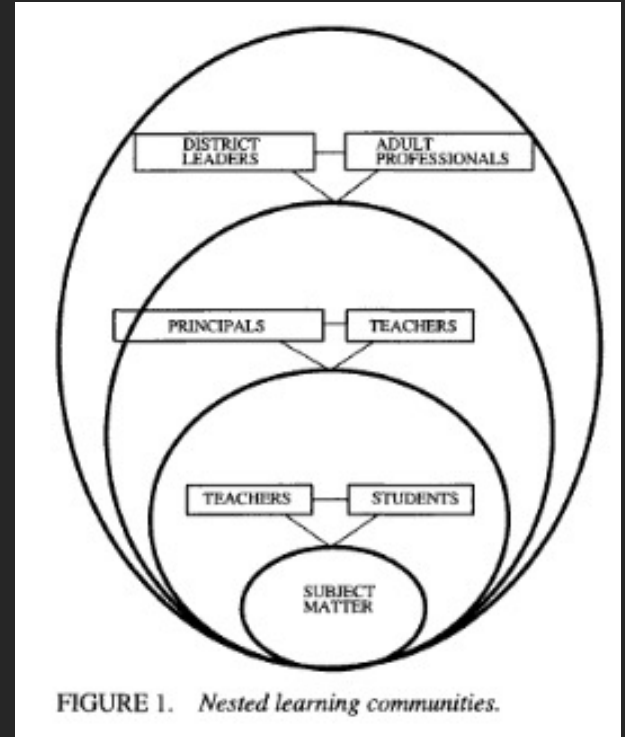 DISTRICT
LEADERS
ADULT
PROFESSIONALS
PRINCIPALS
TEACHERS
TEACHERS
STUDENTS
SUBJECT
MATTER
FIGURE 1. Nested learning communities.